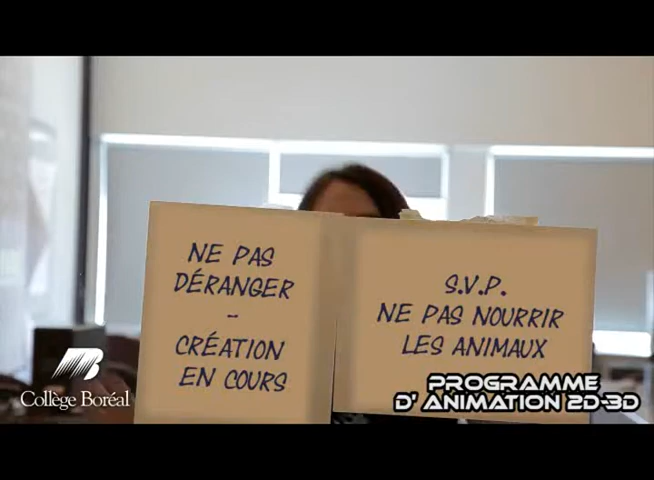 NE PAS
DÉRANGER
-
CRÉATION
EN COURS
S.V.P.
NE PAS NOURRIR
LES ANIMAUX
Collège Boréal
PROGRAMME
D' ANIMATION 2D-3D